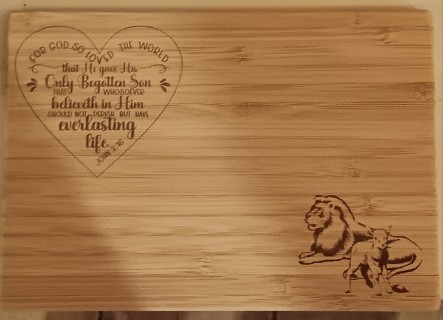 FOR GOD SO LOVED THE WORLD
that He gave His
Only Begotten Son
THAT WHOSOEVER
believeth in Him
SHOULD NOT PERISH BUT HAVE
everlasting
life.
JOHN 3:16